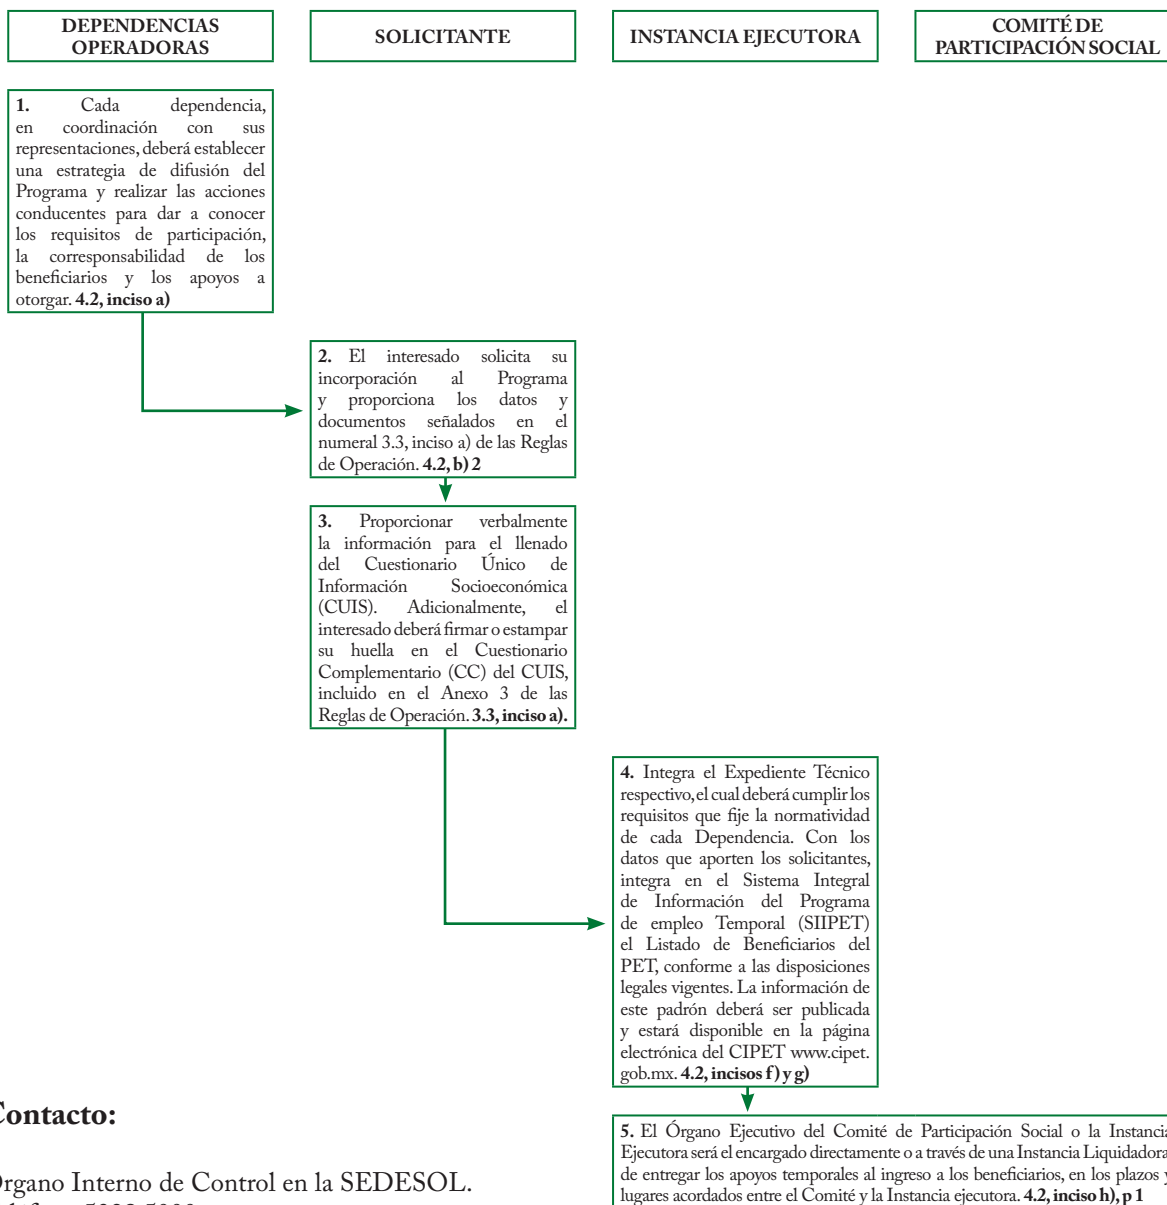 DEPENDENCIAS
OPERADORAS
SOLICITANTE
INSTANCIA EJECUTORA
COMITÉ DE
PARTICIPACIÓN SOCIAL
1. Cada dependencia,
en coordinación con sus
representaciones, deberá establecer
una estrategia de difusión del
Programa y realizar las acciones
conducentes para dar a conocer
los requisitos de participación,
la corresponsabilidad de los
beneficiarios y los apoyos a
otorgar. 4.2, inciso a)
2. El interesado solicita su
incorporación al Programa
y proporciona los datos y
documentos señalados en el
numeral 3.3, inciso a) de las Reglas
de Operación. 4.2, b) 2
3. Proporcionar verbalmente
la información para el llenado
del Cuestionario Único de
Información Socioeconómica
(CUIS). Adicionalmente, el
interesado deberá firmar o estampar
su huella en el Cuestionario
Complementario (CC) del CUIS,
incluido en el Anexo 3 de las
Reglas de Operación. 3.3, inciso a).
4. Integra el Expediente Técnico
respectivo, el cual deberá cumplir los
requisitos que fije la normatividad
de cada Dependencia. Con los
datos que aporten los solicitantes,
integra en el Sistema Integral
de Información del Programa
de empleo Temporal (SIIPET)
el Listado de Beneficiarios del
PET, conforme a las disposiciones
legales vigentes. La información de
este padrón deberá ser publicada
y estará disponible en la página
electrónica del CIPET www.cipet.
gob.mx. 4.2, incisos f) y g)
5. El Órgano Ejecutivo del Comité de Participación Social o la Instancia
Ejecutora será el encargado directamente o a través de una Instancia Liquidadora,
de entregar los apoyos temporales al ingreso a los beneficiarios, en los plazos y
lugares acordados entre el Comité y la Instancia ejecutora. 4.2, inciso h), p 1
Contacto:
Órgano Interno de Control en la SEDESOL.